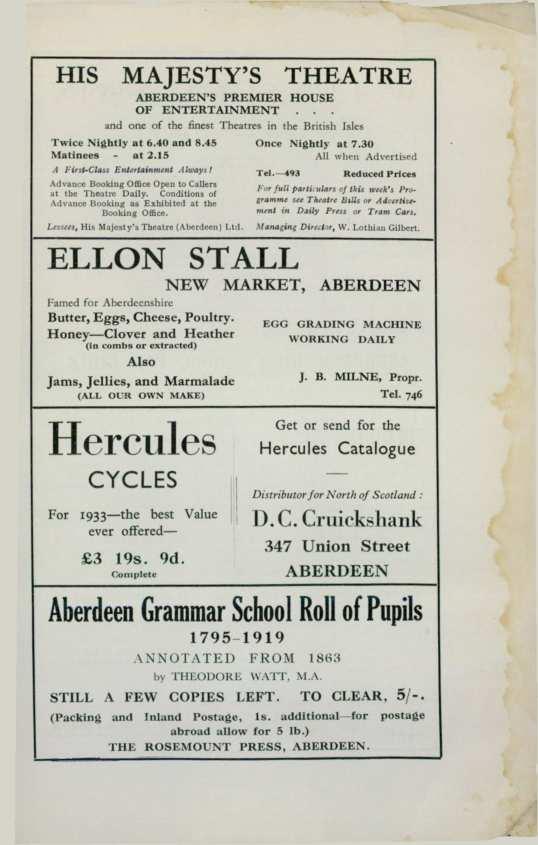 HIS MAJESTY'S THEATRE
ABERDEEN'S PREMIER HOUSE
OF ENTERTAINMENT . . .
and one of the finest Theatres in the British Isles
Twice Nightly at 6.40 and 8.45
Matinees - at 2.15
A First-Class Entertainment Always!
Advance Booking Office Open to Callers
at the Theatre Daily. Conditions of
Advance Booking as Exhibited at the
Booking Office.
Lessees, His Majesty's Theatre (Aberdeen) Ltd.
Once Nightly at 7.30
All when Advertised
Tel.—493 Reduced Prices
For full particulars of this week's Pro-
gramme see Theatre Bills or Advertise-
ment in Daily Press or Tram Cars.
Managing Director, W. Lothian Gilbert.
ELLON STALL
NEW MARKET, ABERDEEN
Famed for Aberdeenshire
Butter, Eggs, Cheese, Poultry.
Honey—Clover and Heather
(in combs or extracted)
Also
Jams, Jellies, and Marmalade
(ALL OUR OWN MAKE)
EGG GRADING MACHINE
WORKING DAILY
J. B. MILNE, Propr.
Tel. 746
Hercules
CYCLES
For 1933—the best Value
ever offered—
£3 19s. 9d.
Complete
Get or send for the
Hercules Catalogue
Distributor for North of Scotland :
D.C. Cruickshank
347 Union Street
ABERDEEN
Aberdeen Grammar School Roll of Pupils
1795-1919
ANNOTATED FROM 1863
by THEODORE WATT, M.A.
STILL A FEW COPIES LEFT. TO CLEAR, 5/-.
(Packing and Inland Postage, 1s. additional—for postage
abroad allow for 5 lb.)
THE ROSEMOUNT PRESS, ABERDEEN.